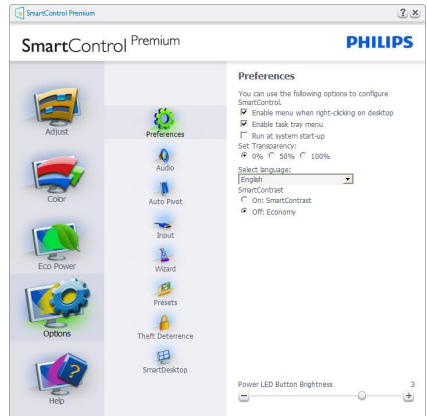 SmartControl Premium
SmartControl Premium
PHILIPS
Adjust
Color
Eco Power
Options
Help
Preferences
Audio
Auto Pivot
Input
Wizard
Presets
Theft Deterrence
SmartDesktop
Preferences
You can use the following options to configure
SmartControl.
Enable menu when right-clicking on desktop
Enable task tray menu
Run at system start-up
Set Transparency:
0% 50% 100%
Select language:
English
SmartContrast
On: SmartContrast
Off: Economy
Power LED Button Brightness 3